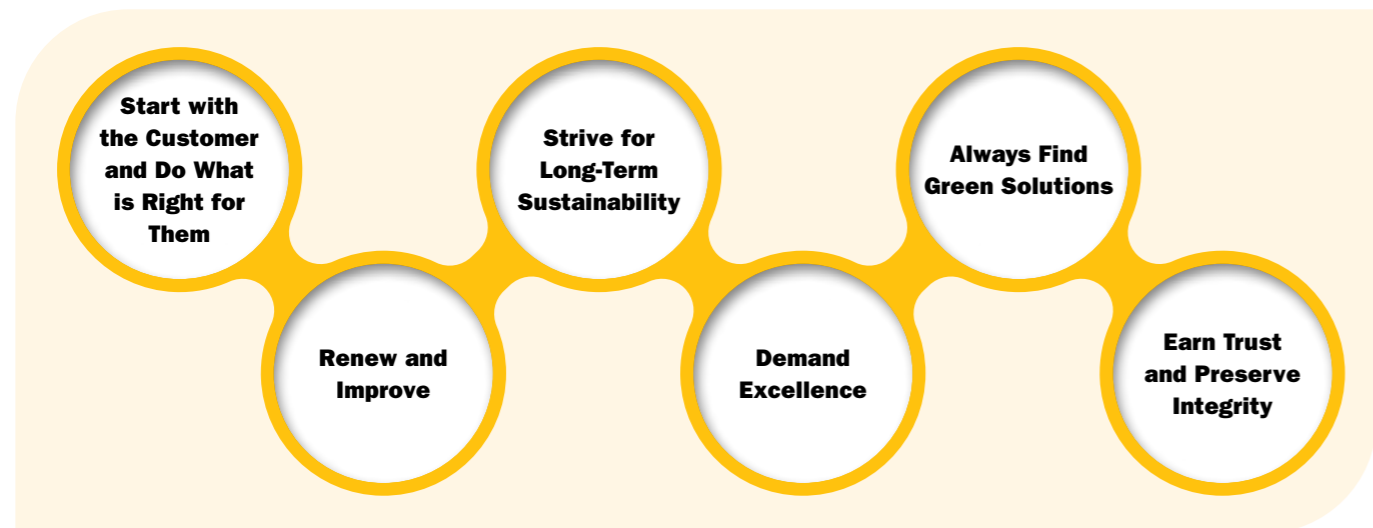 Start with
the Customer
and Do What
is Right for
Them
Renew and
Improve
Strive for
Long-Term
Sustainability
Demand
Excellence
Always Find
Green Solutions
Earn Trust
and Preserve
Integrity